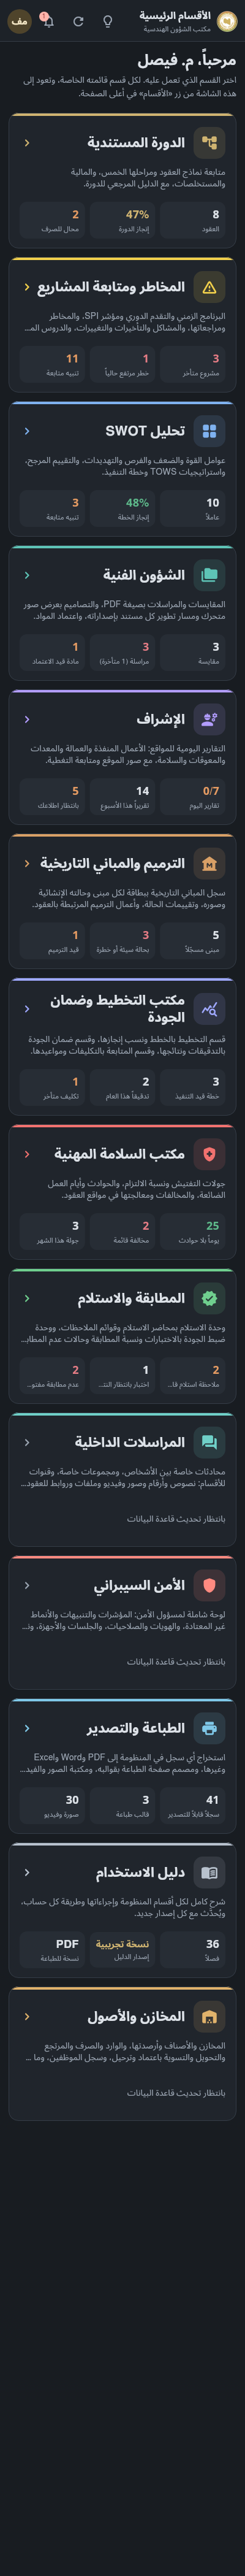 الأقسام الرئيسية
مكتب الشؤون الهندسية
1
مف
مرحباً، م. فيصل
اختر القسم الذي تعمل عليه. لكل قسم قائمته الخاصة، وتعود إلى
هذه الشاشة من زر «الأقسام» في أعلى الصفحة.
الدورة المستندية
متابعة نماذج العقود ومراحلها الخمس، والمالية
والمستخلصات، مع الدليل المرجعي للدورة.
8
العقود
47%
إنجاز الدورة
2
محال للصرف
المخاطر ومتابعة المشاريع
البرنامج الزمني والتقدم الدوري ومؤشر SPI، والمخاطر
ومراجعاتها، والمشاكل والتأخيرات والتغييرات، والدروس الم...
3
مشروع متأخر
1
خطر مرتفع حالياً
11
تنبيه متابعة
تحليل SWOT
عوامل القوة والضعف والفرص والتهديدات، والتقييم المرجح،
واستراتيجيات TOWS وخطة التنفيذ.
10
عاملاً
48%
إنجاز الخطة
3
تنبيه متابعة
الشؤون الفنية
المقايسات والمراسلات بصيغة PDF، والتصاميم بعرض صور
متحرك ومسار تطوير كل مستند بإصداراته، واعتماد المواد.
3
مقايسة
3
مراسلة (1 متأخرة)
1
مادة قيد الاعتماد
الإشراف
التقارير اليومية للمواقع: الأعمال المنفذة والعمالة والمعدات
والمعوقات والسلامة، مع صور الموقع ومتابعة التغطية.
0/7
تقارير اليوم
14
تقريراً هذا الأسبوع
5
بانتظار اطلاعك
الترميم والمباني التاريخية
سجل المباني التاريخية ببطاقة لكل مبنى وحالته الإنشائية
وصوره، وتقييمات الحالة، وأعمال الترميم المرتبطة بالعقود.
5
مبنى مسجّلاً
3
بحالة سيئة أو خطرة
1
قيد الترميم
مكتب التخطيط وضمان
الجودة
قسم التخطيط بالخطط ونسب إنجازها، وقسم ضمان الجودة
بالتدقيقات ونتائجها، وقسم المتابعة بالتكليفات ومواعيدها.
3
خطة قيد التنفيذ
2
تدقيقاً هذا العام
1
تكليف متأخر
مكتب السلامة المهنية
جولات التفتيش ونسبة الالتزام، والحوادث وأيام العمل
الضائعة، والمخالفات ومعالجتها في مواقع العقود.
25
يوماً بلا حوادث
2
مخالفة قائمة
3
جولة هذا الشهر
المطابقة والاستلام
وحدة الاستلام بمحاضر الاستلام وقوائم الملاحظات، ووحدة
ضبط الجودة بالاختبارات ونسبة المطابقة وحالات عدم المطابـ...
2
ملاحظة استلام قا...
1
اختبار بانتظار النتـ...
2
عدم مطابقة مفتو...
المراسلات الداخلية
محادثات خاصة بين الأشخاص، ومجموعات خاصة، وقنوات
للأقسام: نصوص وأرقام وصور وفيديو وملفات وروابط للعقود...
بانتظار تحديث قاعدة البيانات
الأمن السيبراني
لوحة شاملة لمسؤول الأمن: المؤشرات والتنبيهات والأنماط
غير المعتادة، والهويات والصلاحيات، والجلسات والأجهزة، ونـ...
بانتظار تحديث قاعدة البيانات
الطباعة والتصدير
استخراج أي سجل في المنظومة إلى PDF وWord وExcel
وغيرها، ومصمم صفحة الطباعة بقوالبه، ومكتبة الصور والفيد...
41
سجلاً قابلاً للتصدير
3
قالب طباعة
30
صورة وفيديو
دليل الاستخدام
شرح كامل لكل أقسام المنظومة وإجراءاتها وطريقة كل حساب،
ويُحدَّث مع كل إصدار جديد.
36
فصلاً
نسخة تجريبية
إصدار الدليل
PDF
نسخة للطباعة
المخازن والأصول
المخازن والأصناف وأرصدتها، والوارد والصرف والمرتجع
والتحويل والتسوية باعتماد وترحيل، وسجل الموظفين، وما ...
بانتظار تحديث قاعدة البيانات